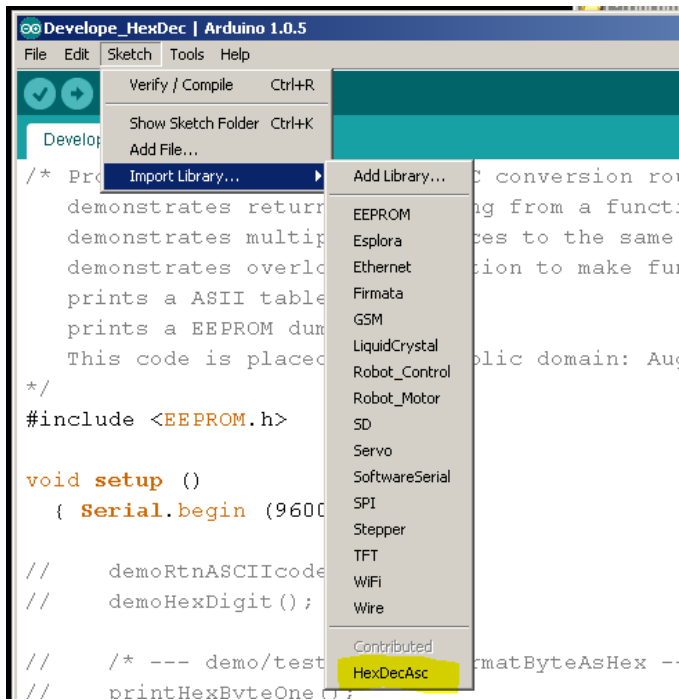 Develope_HexDec | Arduino 1.0.5
File Edit Sketch Tools Help
Verify / Compile Ctrl+R
Show Sketch Folder Ctrl+K
Add File...
Import Library...
Add Library...
EEPROM
Esplora
Ethernet
Firmata
GSM
LiquidCrystal
Robot_Control
Robot_Motor
SD
Servo
SoftwareSerial
SPI
Stepper
TFT
WiFi
Wire
Contributed
HexDecAsc
Develop
/* Pr C conversion rou
demonstrates return ng from a functi
demonstrates multip ces to the same
demonstrates overlo tion to make fun
prints a ASII table
prints a EEPROM dum
This code is placed blic domain: Aug
*/
#include <EEPROM.h>
void setup ()
{ Serial.begin (9600
// demoRtnASCIIcode
// demoHexDigit();
// /* --- demo/test matByteAsHex --
// printHexByteOne();